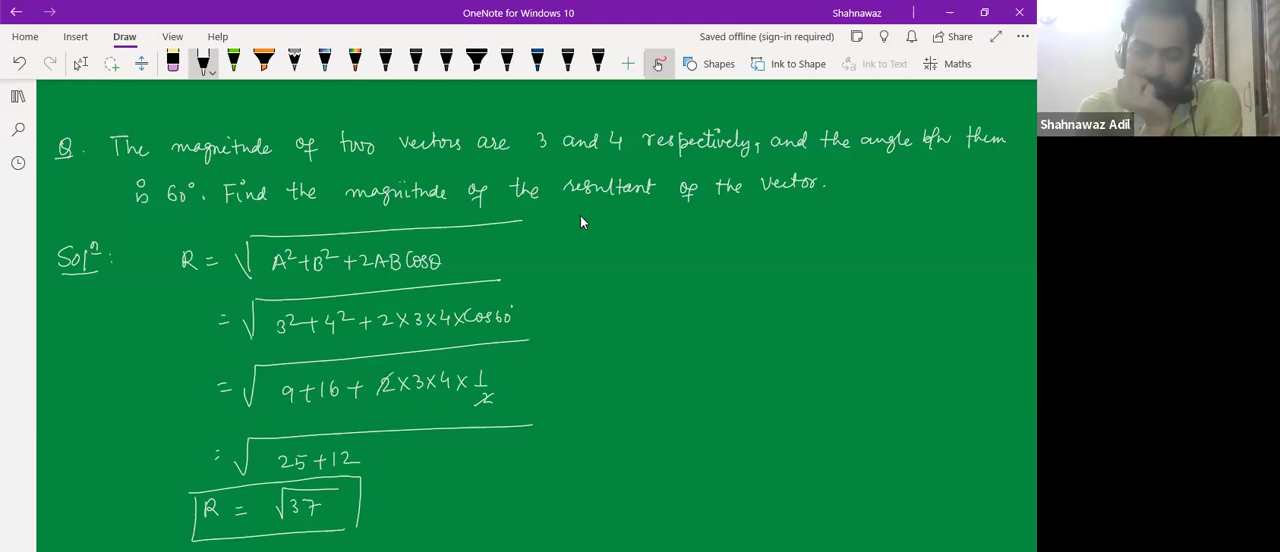 OneNote for Windows 10
Shahnawaz
Home Insert Draw View Help
Saved offline (sign-in required) Share
Shapes Ink to Shape Ink to Text Maths
Shahnawaz Adil
Q. The magnitude of two vectors are 3 and 4 respectively, and the angle b/w them
is 60°. Find the magnitude of the resultant of the vector.
Solⁿ: R = √A²+B²+2AB Cosθ
= √3²+4²+2×3×4×Cos60°
= √9+16+2×3×4×1/2
= √25+12
R = √37